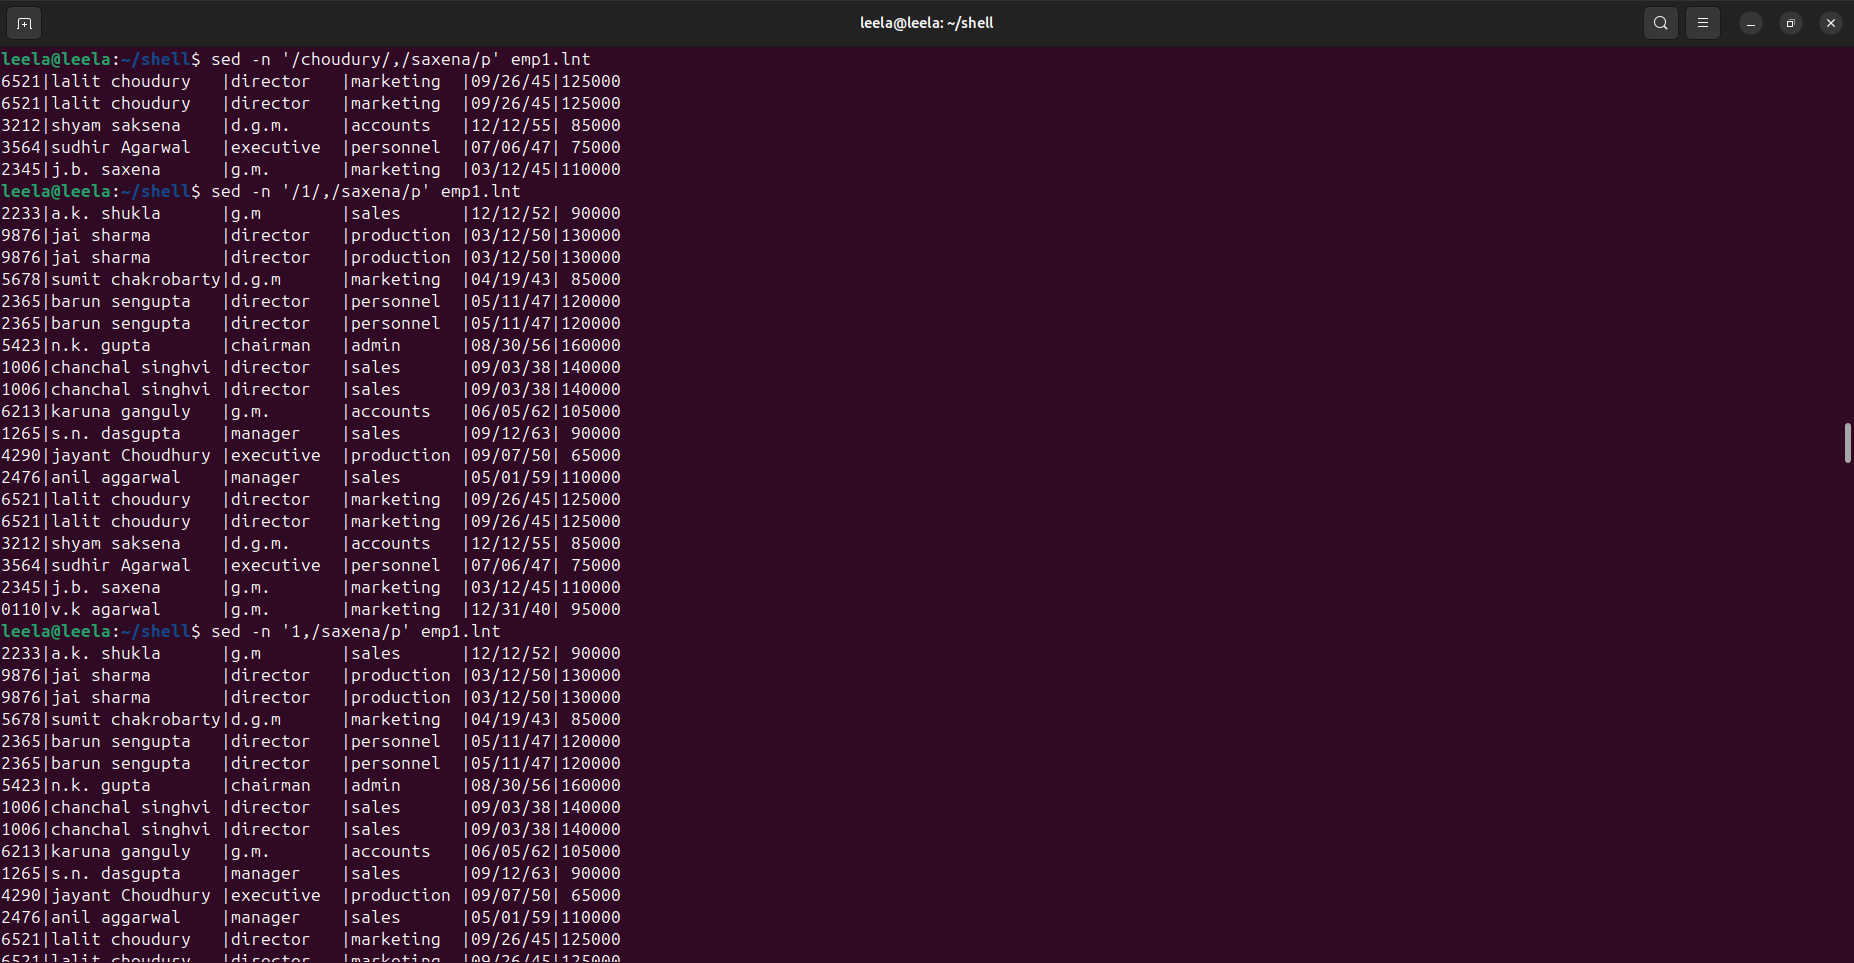 leela@leela: ~/shell
leela@leela:~/shell$ sed -n '/choudury/,/saxena/p' emp1.lnt
6521|lalit choudury   |director   |marketing  |09/26/45|125000
6521|lalit choudury   |director   |marketing  |09/26/45|125000
3212|shyam saksena    |d.g.m.     |accounts   |12/12/55| 85000
3564|sudhir Agarwal   |executive  |personnel  |07/06/47| 75000
2345|j.b. saxena      |g.m.       |marketing  |03/12/45|110000
leela@leela:~/shell$ sed -n '/1/,/saxena/p' emp1.lnt
2233|a.k. shukla      |g.m        |sales      |12/12/52| 90000
9876|jai sharma       |director   |production |03/12/50|130000
9876|jai sharma       |director   |production |03/12/50|130000
5678|sumit chakrobarty|d.g.m      |marketing  |04/19/43| 85000
2365|barun sengupta   |director   |personnel  |05/11/47|120000
2365|barun sengupta   |director   |personnel  |05/11/47|120000
5423|n.k. gupta       |chairman   |admin      |08/30/56|160000
1006|chanchal singhvi |director   |sales      |09/03/38|140000
1006|chanchal singhvi |director   |sales      |09/03/38|140000
6213|karuna ganguly   |g.m.       |accounts   |06/05/62|105000
1265|s.n. dasgupta    |manager    |sales      |09/12/63| 90000
4290|jayant Choudhury |executive  |production |09/07/50| 65000
2476|anil aggarwal    |manager    |sales      |05/01/59|110000
6521|lalit choudury   |director   |marketing  |09/26/45|125000
6521|lalit choudury   |director   |marketing  |09/26/45|125000
3212|shyam saksena    |d.g.m.     |accounts   |12/12/55| 85000
3564|sudhir Agarwal   |executive  |personnel  |07/06/47| 75000
2345|j.b. saxena      |g.m.       |marketing  |03/12/45|110000
0110|v.k agarwal      |g.m.       |marketing  |12/31/40| 95000
leela@leela:~/shell$ sed -n '1,/saxena/p' emp1.lnt
2233|a.k. shukla      |g.m        |sales      |12/12/52| 90000
9876|jai sharma       |director   |production |03/12/50|130000
9876|jai sharma       |director   |production |03/12/50|130000
5678|sumit chakrobarty|d.g.m      |marketing  |04/19/43| 85000
2365|barun sengupta   |director   |personnel  |05/11/47|120000
2365|barun sengupta   |director   |personnel  |05/11/47|120000
5423|n.k. gupta       |chairman   |admin      |08/30/56|160000
1006|chanchal singhvi |director   |sales      |09/03/38|140000
1006|chanchal singhvi |director   |sales      |09/03/38|140000
6213|karuna ganguly   |g.m.       |accounts   |06/05/62|105000
1265|s.n. dasgupta    |manager    |sales      |09/12/63| 90000
4290|jayant Choudhury |executive  |production |09/07/50| 65000
2476|anil aggarwal    |manager    |sales      |05/01/59|110000
6521|lalit choudury   |director   |marketing  |09/26/45|125000
6521|lalit choudury   |director   |marketing  |09/26/45|125000